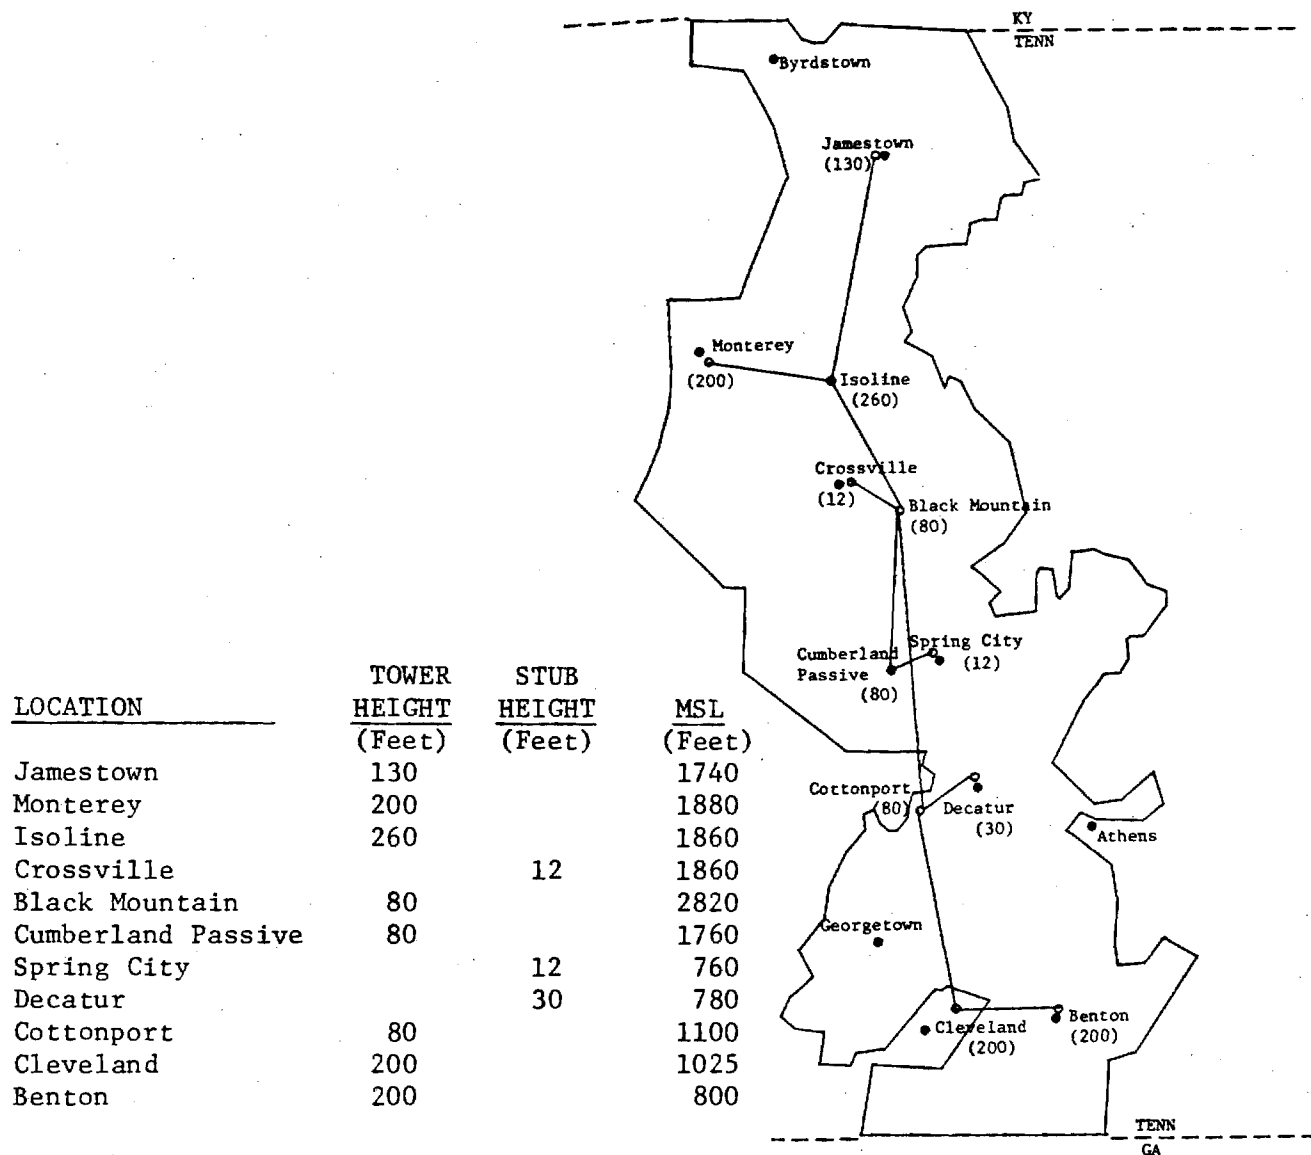 KY
TENN
Byrdstown
Jamestown
(130)
Monterey
(200)
Isoline
(260)
Crossville
(12)
Black Mountain
(80)
Spring City
(12)
Cumberland
Passive
(80)
Cottonport
(80)
Decatur
(30)
Athens
Georgetown
Cleveland
(200)
Benton
(200)
TENN
GA
TOWER STUB
LOCATION HEIGHT HEIGHT MSL
(Feet) (Feet) (Feet)
Jamestown 130 1740
Monterey 200 1880
Isoline 260 1860
Crossville 12 1860
Black Mountain 80 2820
Cumberland Passive 80 1760
Spring City 12 760
Decatur 30 780
Cottonport 80 1100
Cleveland 200 1025
Benton 200 800